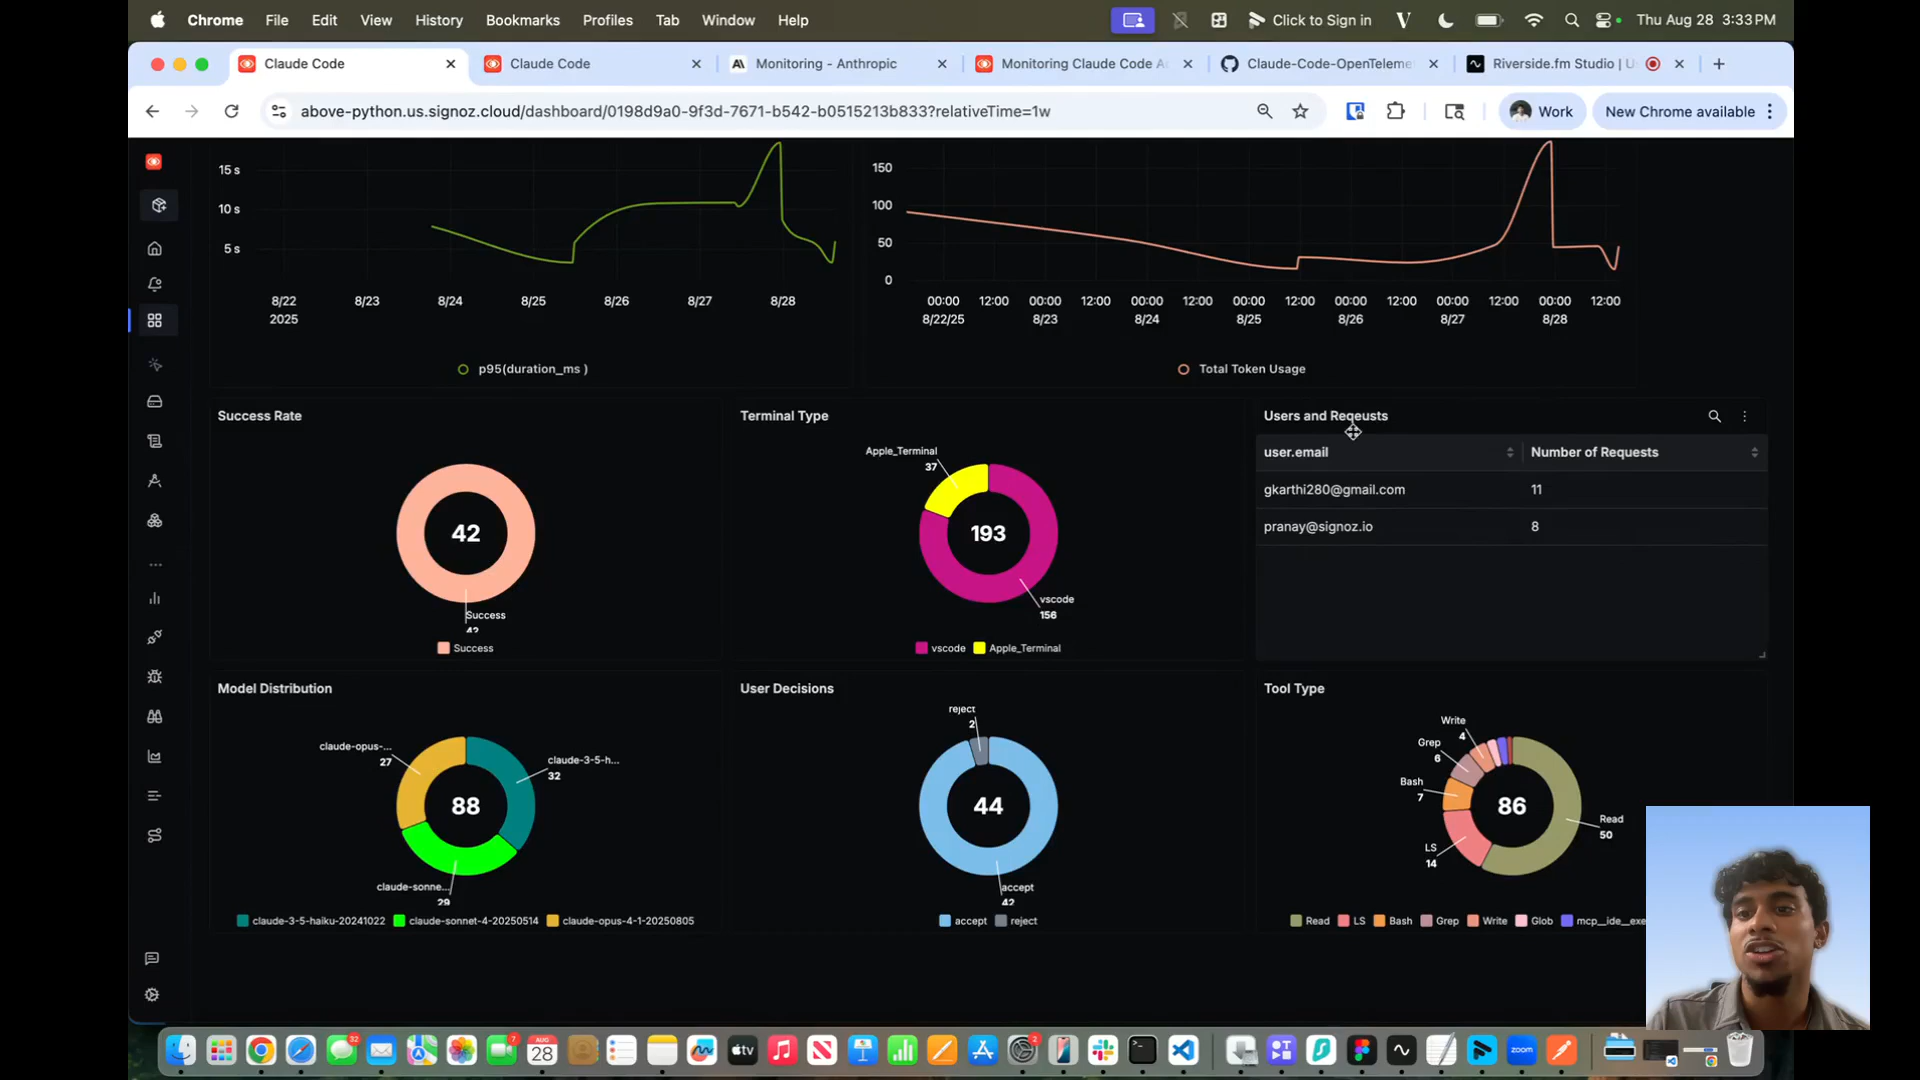 Chrome File Edit View History Bookmarks Profiles Tab Window Help Click to Sign in Thu Aug 28 3:33 PM
Claude Code
Claude Code
Monitoring - Anthropic
Monitoring Claude Code
Claude-Code-OpenTeleme
Riverside.fm Studio |
above-python.us.signoz.cloud/dashboard/0198d9a0-9f3d-7671-b542-b0515213b833?relativeTime=1w
Work
New Chrome available
15 s
10 s
5 s
8/22 8/23 8/24 8/25 8/26 8/27 8/28
2025
p95(duration_ms )
150
100
50
0
00:00 12:00 00:00 12:00 00:00 12:00 00:00 12:00 00:00 12:00 00:00 12:00 00:00 12:00
8/22/25 8/23 8/24 8/25 8/26 8/27 8/28
Total Token Usage
Success Rate
42
Success
42
Success
Terminal Type
Apple_Terminal
37
193
vscode
156
vscode Apple_Terminal
Users and Reqeusts
user.email Number of Requests
gkarthi280@gmail.com 11
pranay@signoz.io 8
Model Distribution
claude-opus-...
27
claude-3-5-h...
32
88
claude-sonne...
29
claude-3-5-haiku-20241022 claude-sonnet-4-20250514 claude-opus-4-1-20250805
User Decisions
reject
2
44
accept
42
accept reject
Tool Type
Write
4
Grep
6
Bash
7
86
Read
50
LS
14
Read LS Bash Grep Write Glob mcp__ide__exe
32
7
AUG
28
tv
2
zoom